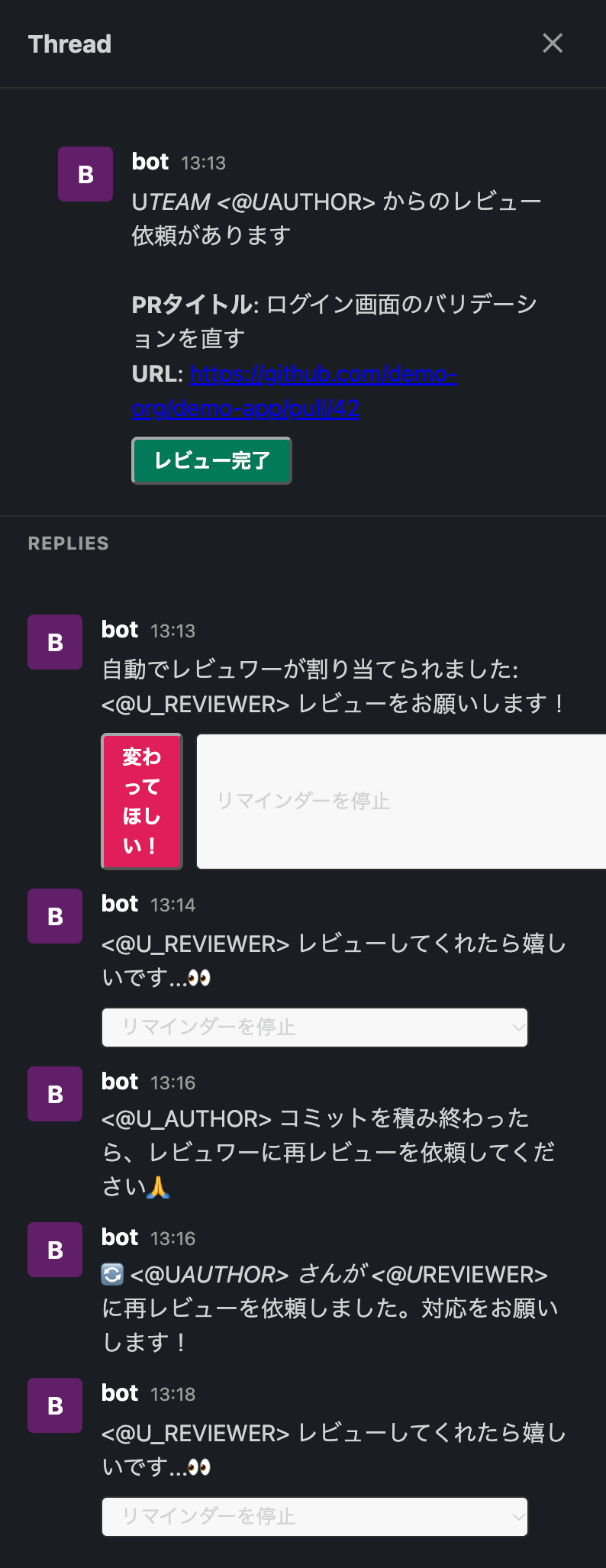 Thread
B
bot 13:13
UTEAM <@UAUTHOR> からのレビュー
依頼があります
PRタイトル: ログイン画面のバリデーシ
ョンを直す
URL: https://github.com/demo-
org/demo-app/pull/42
レビュー完了
REPLIES
B
bot 13:13
自動でレビュワーが割り当てられました:
<@U_REVIEWER> レビューをお願いします！
変わ
って
ほし
い！
リマインダーを停止
B
bot 13:14
<@U_REVIEWER> レビューしてくれたら嬉し
いです...👀
リマインダーを停止
B
bot 13:16
<@U_AUTHOR> コミットを積み終わった
ら、レビュワーに再レビューを依頼してくだ
さい🙏
B
bot 13:16
🔄 <@UAUTHOR> さんが <@UREVIEWER>
に再レビューを依頼しました。対応をお願い
します！
B
bot 13:18
<@U_REVIEWER> レビューしてくれたら嬉し
いです...👀
リマインダーを停止